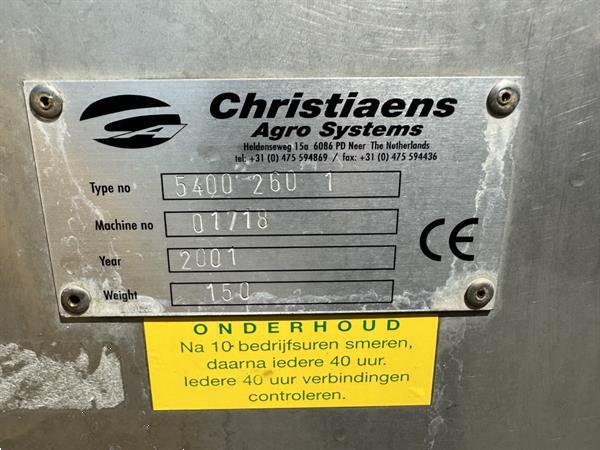 Christiaens
Agro Systems
Heldenseweg 15a 6086 PD Neer The Netherlands
tel: +31 (0) 475 594869 / fax: +31 (0) 475 594436
Type no 5400 260 1
Machine no 01718
Year 2001
Weight 150
CE
ONDERHOUD
Na 10 bedrijfsuren smeren,
daarna iedere 40 uur.
Iedere 40 uur verbindingen
controleren.